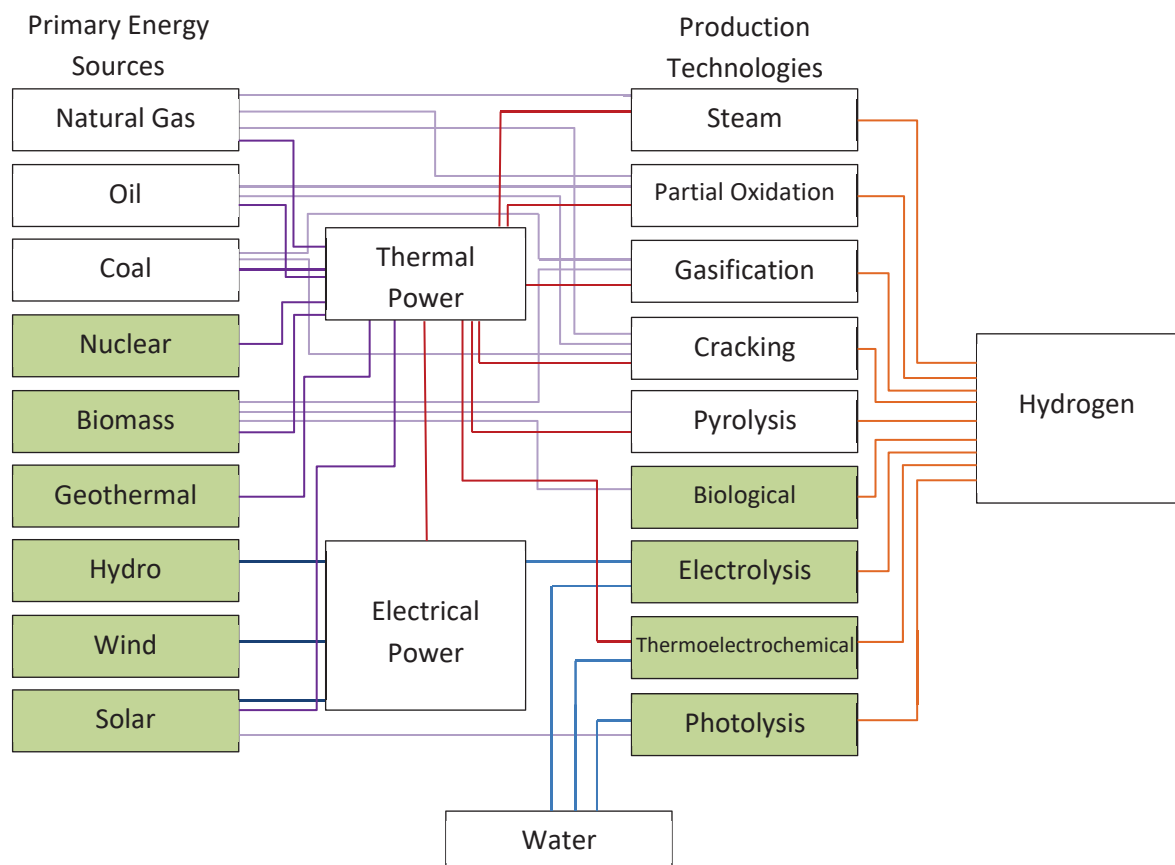 Primary Energy
Sources
Natural Gas
Oil
Coal
Nuclear
Biomass
Geothermal
Hydro
Wind
Solar
Thermal
Power
Electrical
Power
Water
Production
Technologies
Steam
Partial Oxidation
Gasification
Cracking
Pyrolysis
Biological
Electrolysis
Thermoelectrochemical
Photolysis
Hydrogen